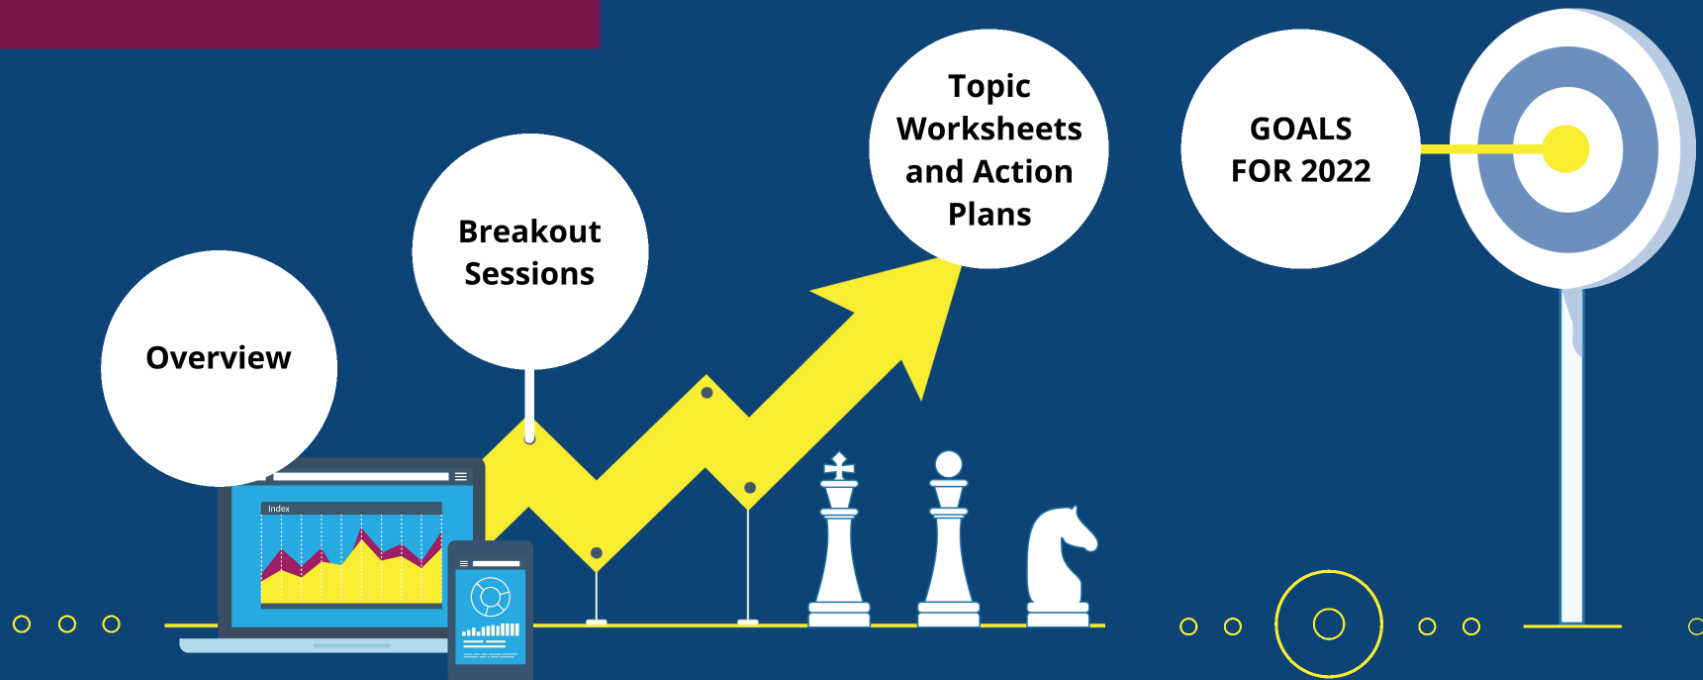 Overview
Breakout
Sessions
Topic
Worksheets
and Action
Plans
GOALS
FOR 2022
Index